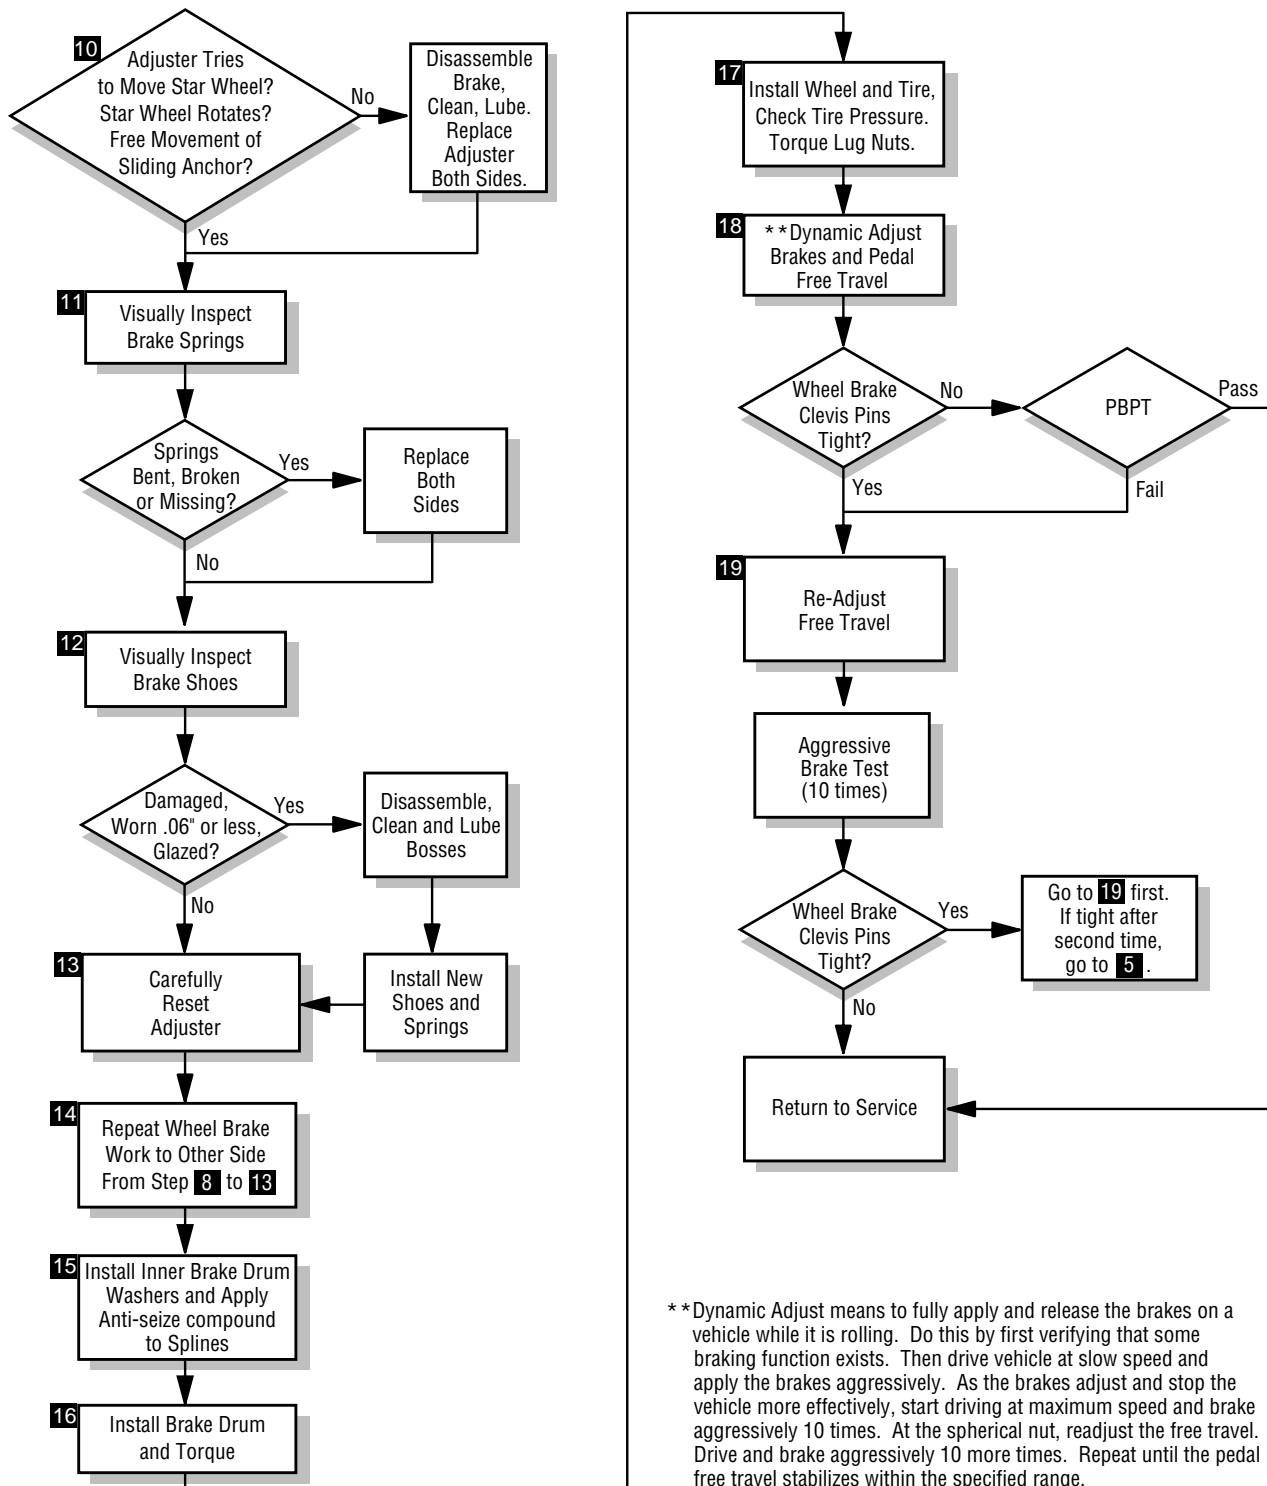 10
Adjuster Tries
to Move Star Wheel?
Star Wheel Rotates?
Free Movement of
Sliding Anchor?
No
Disassemble
Brake,
Clean, Lube.
Replace
Adjuster
Both Sides.
Yes
11
Visually Inspect
Brake Springs
Springs
Bent, Broken
or Missing?
Yes
Replace
Both
Sides
No
12
Visually Inspect
Brake Shoes
Damaged,
Worn .06" or less,
Glazed?
Yes
Disassemble,
Clean and Lube
Bosses
No
13
Carefully
Reset
Adjuster
Install New
Shoes and
Springs
14
Repeat Wheel Brake
Work to Other Side
From Step 8 to 13
15
Install Inner Brake Drum
Washers and Apply
Anti-seize compound
to Splines
16
Install Brake Drum
and Torque
17
Install Wheel and Tire,
Check Tire Pressure.
Torque Lug Nuts.
18
**Dynamic Adjust
Brakes and Pedal
Free Travel
Wheel Brake
Clevis Pins
Tight?
No
PBPT
Pass
Yes
Fail
19
Re-Adjust
Free Travel
Aggressive
Brake Test
(10 times)
Wheel Brake
Clevis Pins
Tight?
Yes
Go to 19 first.
If tight after
second time,
go to 5 .
No
Return to Service
**Dynamic Adjust means to fully apply and release the brakes on a
vehicle while it is rolling. Do this by first verifying that some
braking function exists. Then drive vehicle at slow speed and
apply the brakes aggressively. As the brakes adjust and stop the
vehicle more effectively, start driving at maximum speed and brake
aggressively 10 times. At the spherical nut, readjust the free travel.
Drive and brake aggressively 10 more times. Repeat until the pedal
free travel stabilizes within the specified range.